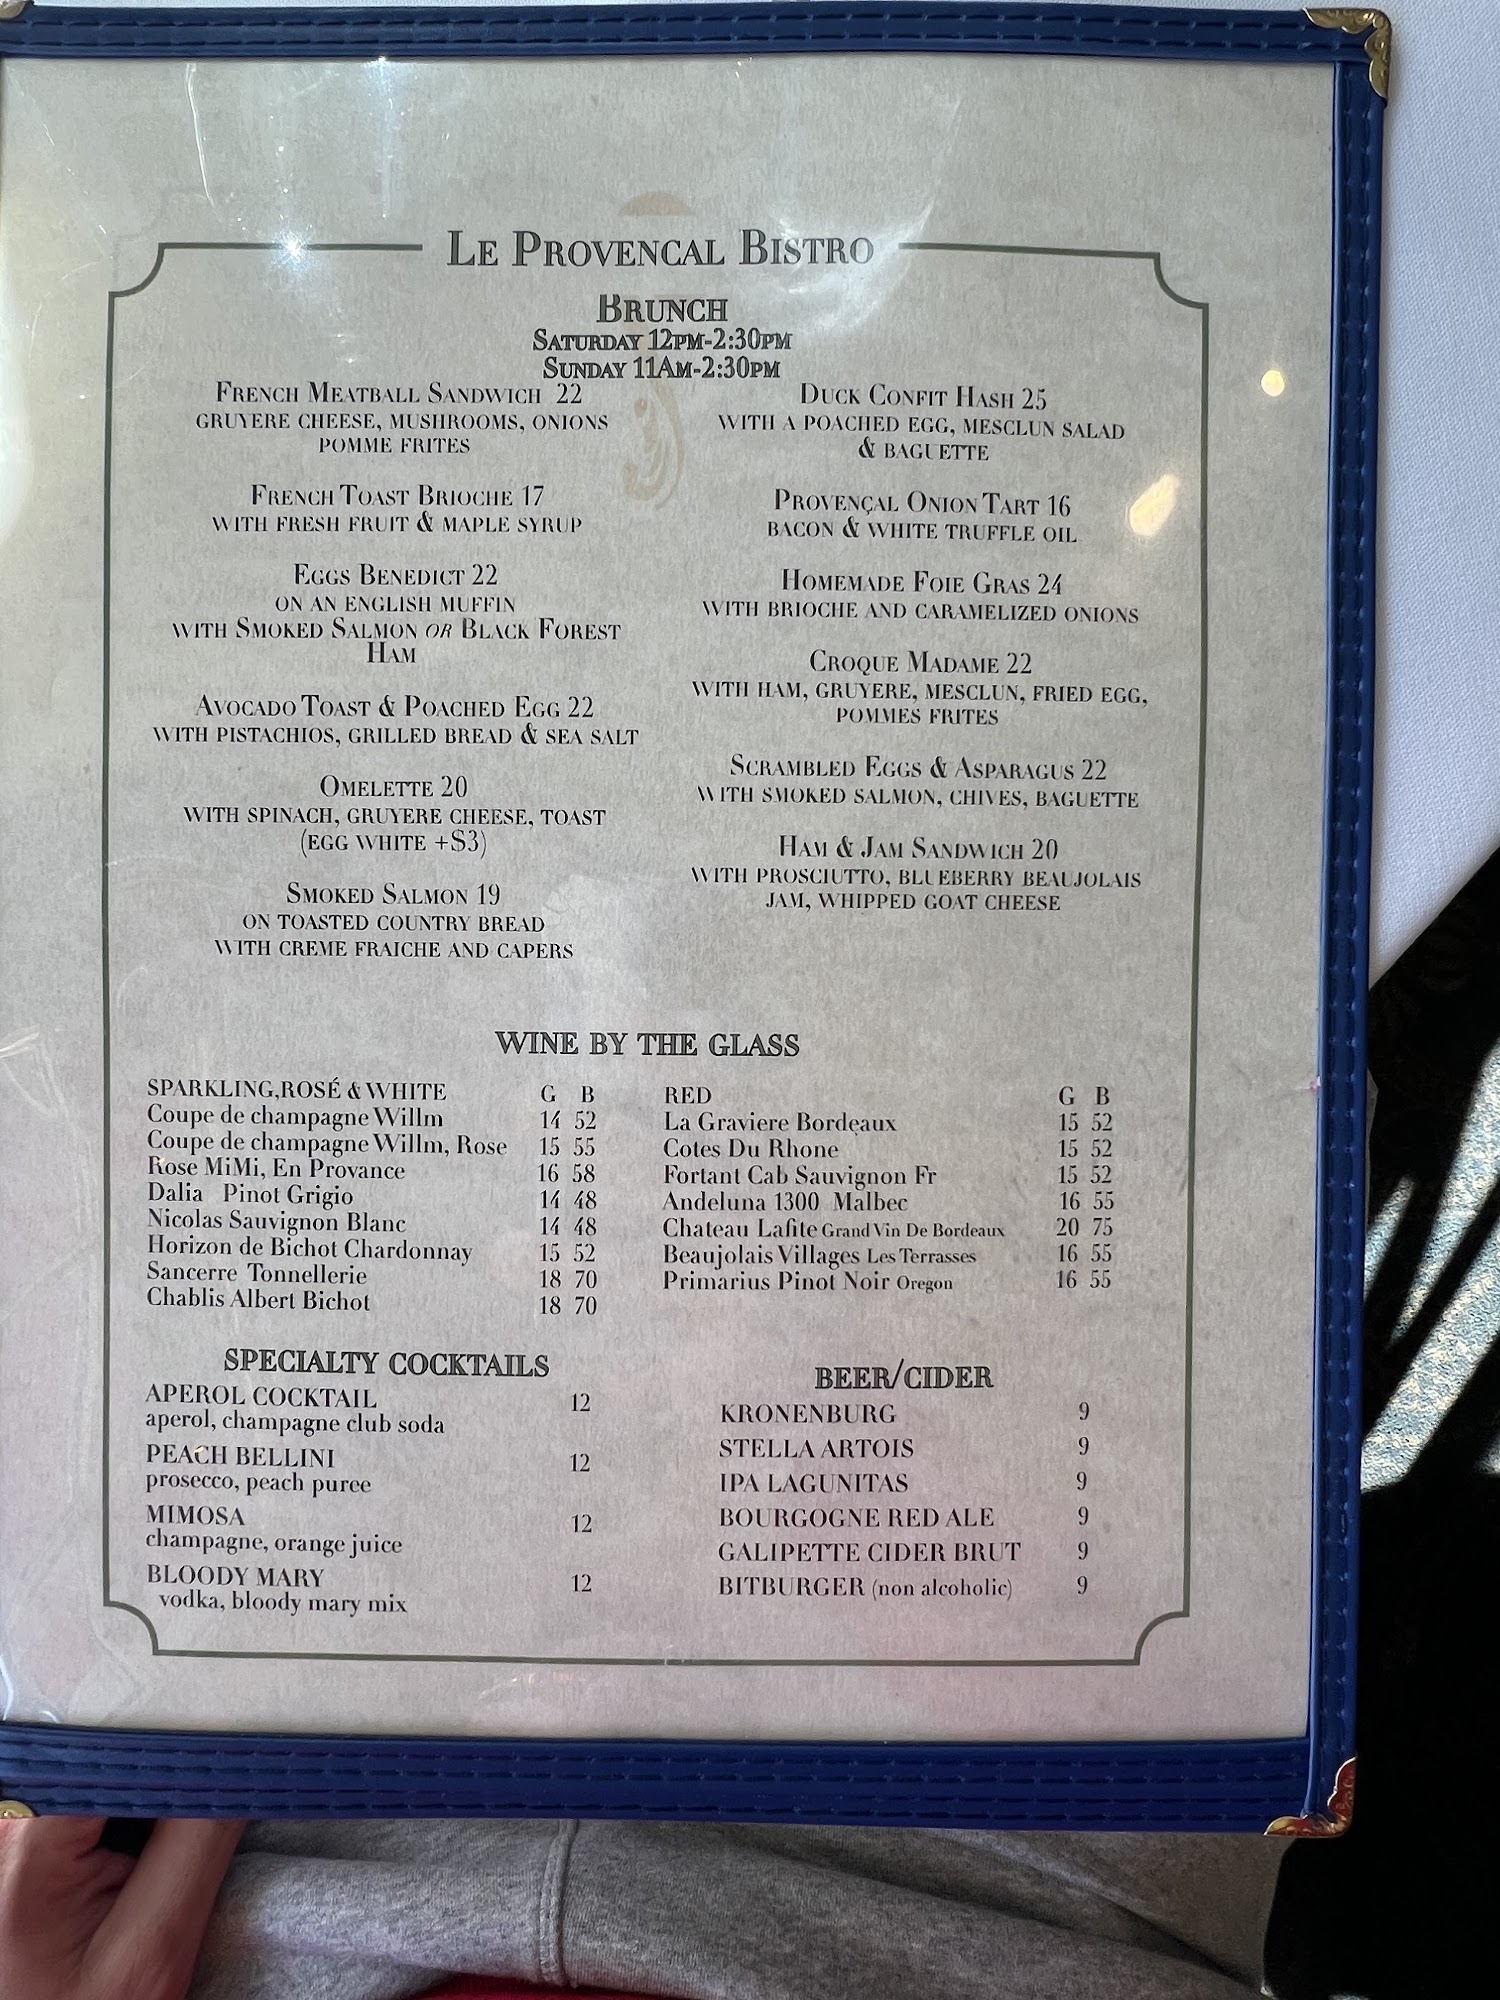 Le Provencal Bistro
Brunch
Saturday 12pm-2:30pm
Sunday 11Am-2:30pm
French Meatball Sandwich 22
gruyere cheese, mushrooms, onions
pomme frites
French Toast Brioche 17
with fresh fruit & maple syrup
Eggs Benedict 22
on an english muffin
with Smoked Salmon or Black Forest
Ham
Avocado Toast & Poached Egg 22
with pistachios, grilled bread & sea salt
Omelette 20
with spinach, gruyere cheese, toast
(egg white +$3)
Smoked Salmon 19
on toasted country bread
with creme fraiche and capers
Duck Confit Hash 25
with a poached egg, mesclun salad
& baguette
Provençal Onion Tart 16
bacon & white truffle oil
Homemade Foie Gras 24
with brioche and caramelized onions
Croque Madame 22
with ham, gruyere, mesclun, fried egg,
pommes frites
Scrambled Eggs & Asparagus 22
with smoked salmon, chives, baguette
Ham & Jam Sandwich 20
with prosciutto, blueberry beaujolais
jam, whipped goat cheese
WINE BY THE GLASS
SPARKLING,ROSÉ & WHITE G B
Coupe de champagne Willm 14 52
Coupe de champagne Willm, Rose 15 55
Rose MiMi, En Provance 16 58
Dalia Pinot Grigio 14 48
Nicolas Sauvignon Blanc 14 48
Horizon de Bichot Chardonnay 15 52
Sancerre Tonnellerie 18 70
Chablis Albert Bichot 18 70
RED G B
La Graviere Bordeaux 15 52
Cotes Du Rhone 15 52
Fortant Cab Sauvignon Fr 15 52
Andeluna 1300 Malbec 16 55
Chateau Lafite Grand Vin De Bordeaux 20 75
Beaujolais Villages Les Terrasses 16 55
Primarius Pinot Noir Oregon 16 55
SPECIALTY COCKTAILS
APEROL COCKTAIL 12
aperol, champagne club soda
PEACH BELLINI 12
prosecco, peach puree
MIMOSA 12
champagne, orange juice
BLOODY MARY 12
vodka, bloody mary mix
BEER/CIDER
KRONENBURG 9
STELLA ARTOIS 9
IPA LAGUNITAS 9
BOURGOGNE RED ALE 9
GALIPETTE CIDER BRUT 9
BITBURGER (non alcoholic) 9